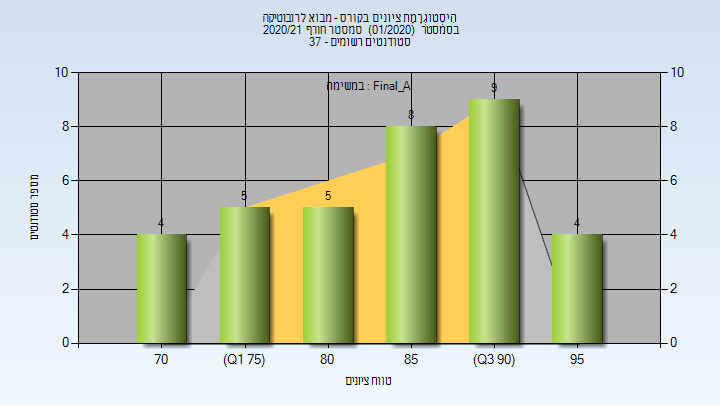 היסטוגרמת ציונים בקורס - מבוא לרובוטיקה
בסמסטר (01/2020) סמסטר חורף 2020/21
סטודנטים רשומים - 37
במשימה : Final_A
10
8
6
4
2
0
10
8
6
4
2
0
4
5
5
8
9
4
מספר סטודנטים
70
(Q1 75)
80
85
(Q3 90)
95
טווח ציונים